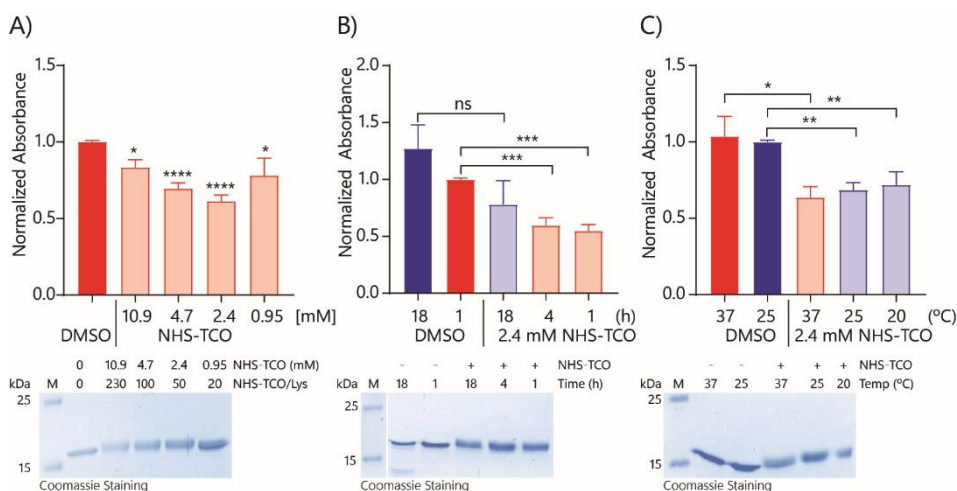 A)
Normalized Absorbance
1.5
1.0
0.5
0.0
* **** **** *
10.9 4.7 2.4 0.95 [mM]
DMSO NHS-TCO
0 10.9 4.7 2.4 0.95 NHS-TCO (mM)
kDa M 0 230 100 50 20 NHS-TCO/Lys
25
15
Coomassie Staining
B)
Normalized Absorbance
2.0
1.5
1.0
0.5
0.0
ns
***
***
18 1 18 4 1 (h)
DMSO 2.4 mM NHS-TCO
- - + + + NHS-TCO
kDa M 18 1 18 4 1 Time (h)
25
15
Coomassie Staining
C)
Normalized Absorbance
1.5
1.0
0.5
0.0
*
**
**
37 25 37 25 20 (ºC)
DMSO 2.4 mM NHS-TCO
- - + + + NHS-TCO
kDa M 37 25 37 25 20 Temp (ºC)
25
15
Coomassie Staining